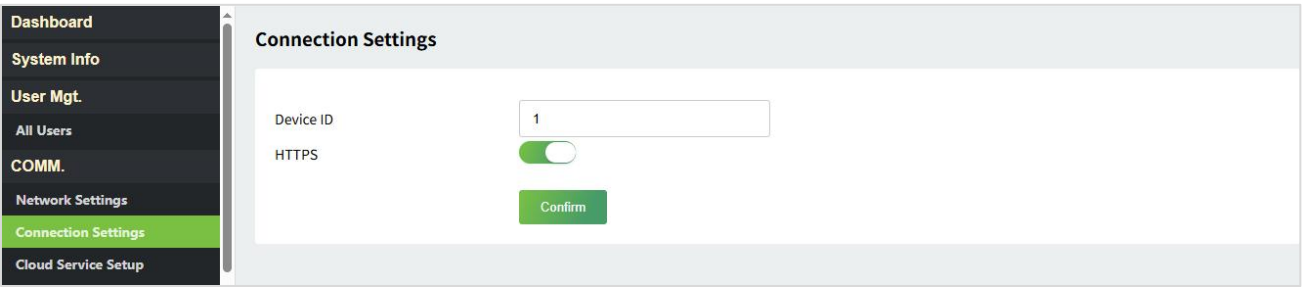 Dashboard
System Info
User Mgt.
All Users
COMM.
Network Settings
Connection Settings
Cloud Service Setup
Connection Settings
Device ID 1
HTTPS
Confirm